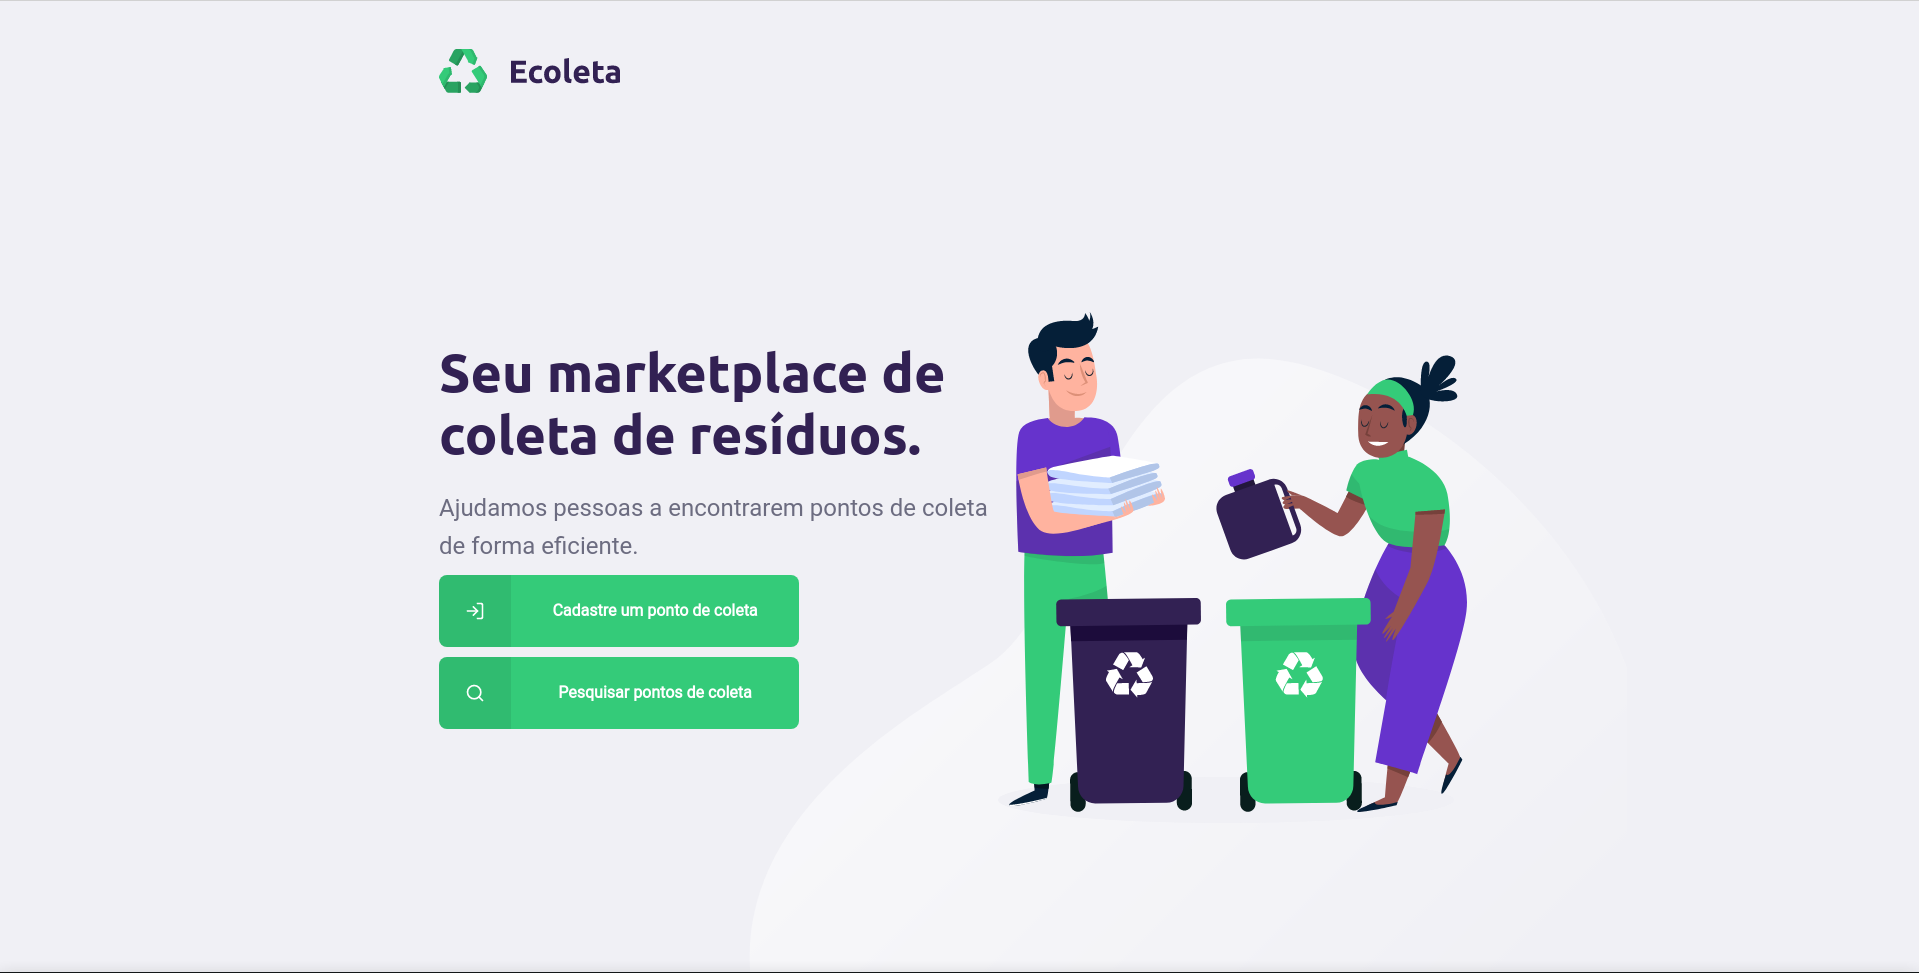 Ecoleta
Seu marketplace de
coleta de resíduos.
Ajudamos pessoas a encontrarem pontos de coleta
de forma eficiente.
Cadastre um ponto de coleta
Pesquisar pontos de coleta